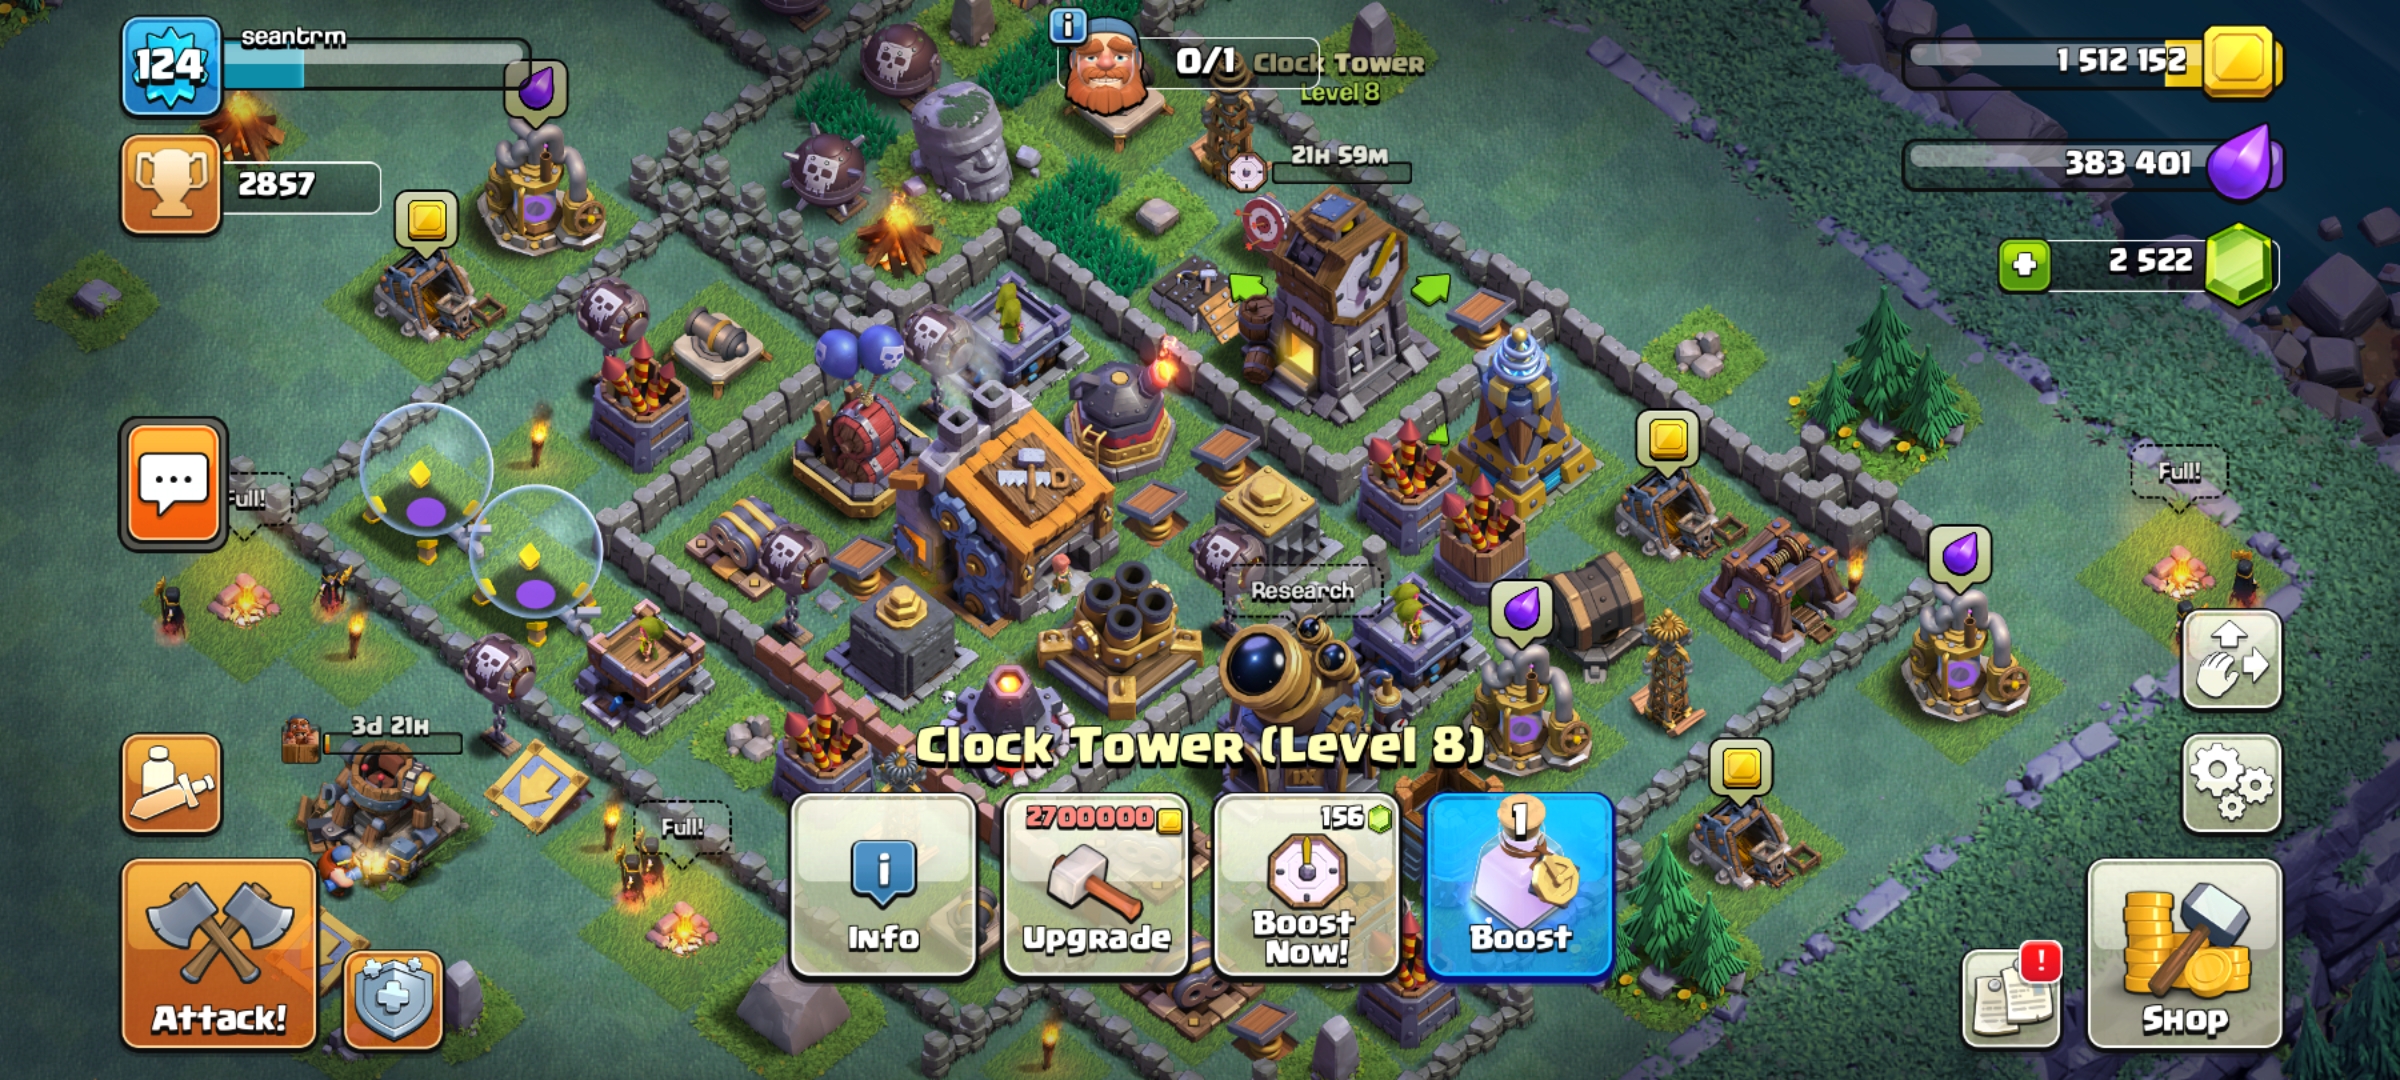 124
seantrm
2857
0/1
Clock Tower
Level 8
21H 59M
1 512 152
383 401
2 522
Full!
Full!
Research
3d 21H
Full!
Clock Tower (Level 8)
Info
2700000
Upgrade
156
Boost
Now!
1
Boost
Attack!
!
Shop
VIII
IX